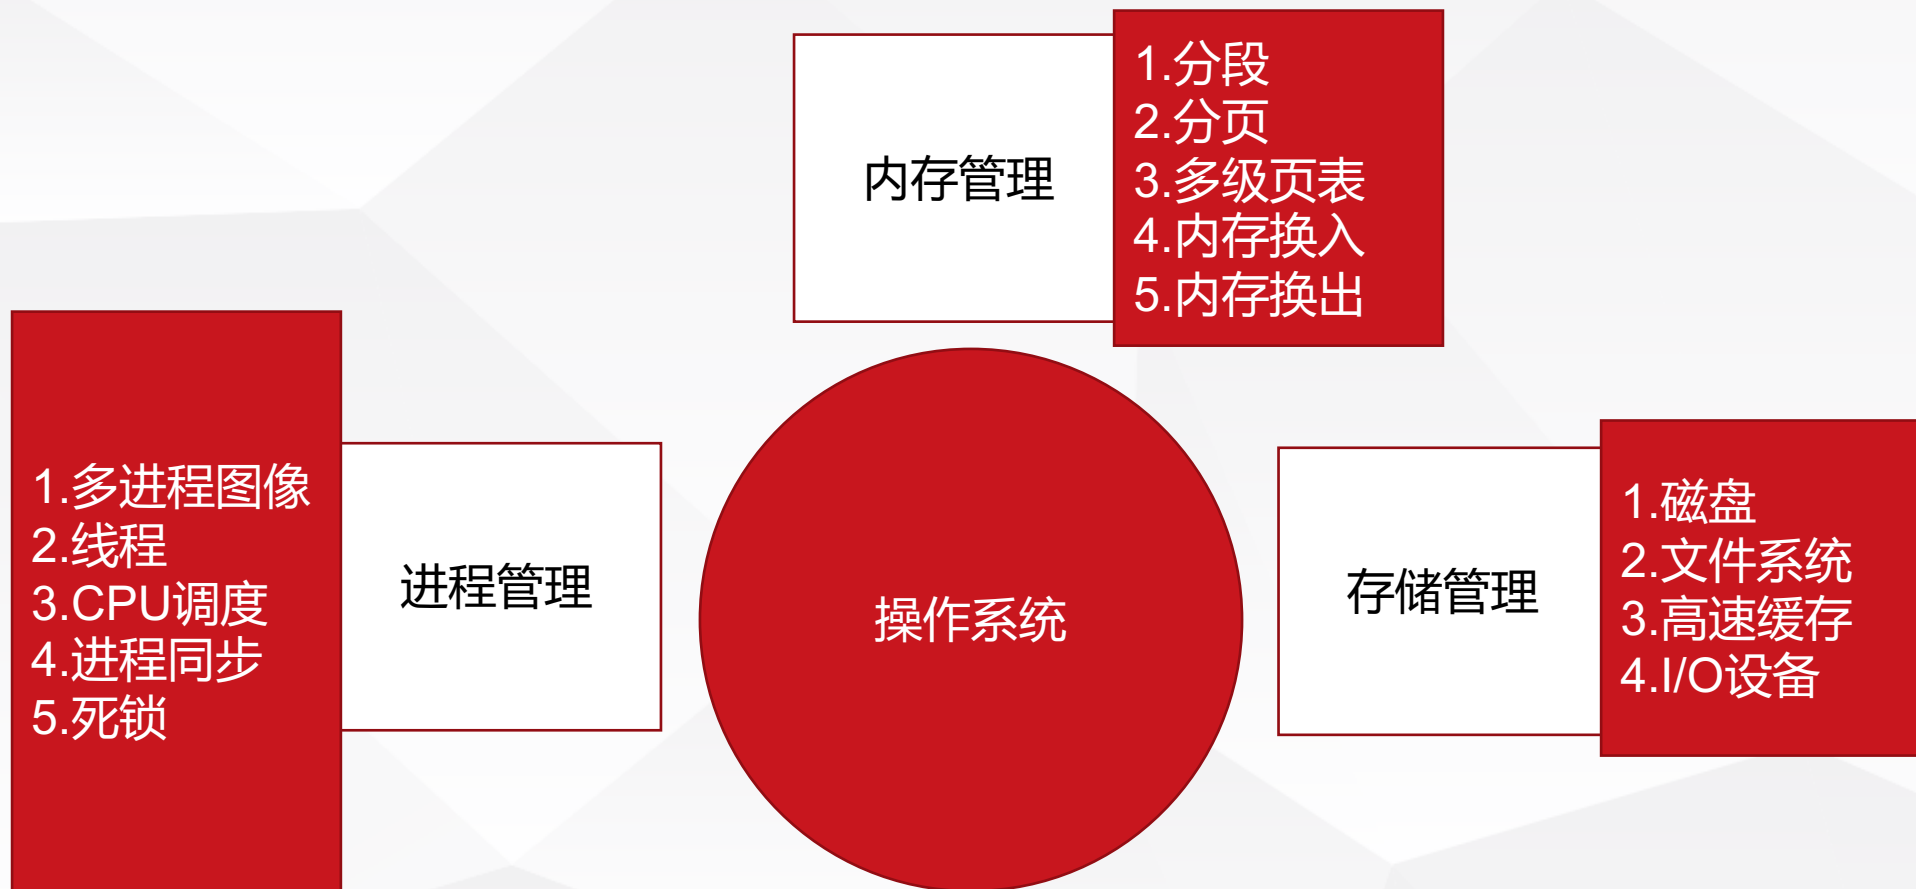 内存管理
1.分段
2.分页
3.多级页表
4.内存换入
5.内存换出
1.多进程图像
2.线程
3.CPU调度
4.进程同步
5.死锁
进程管理
操作系统
存储管理
1.磁盘
2.文件系统
3.高速缓存
4.I/O设备